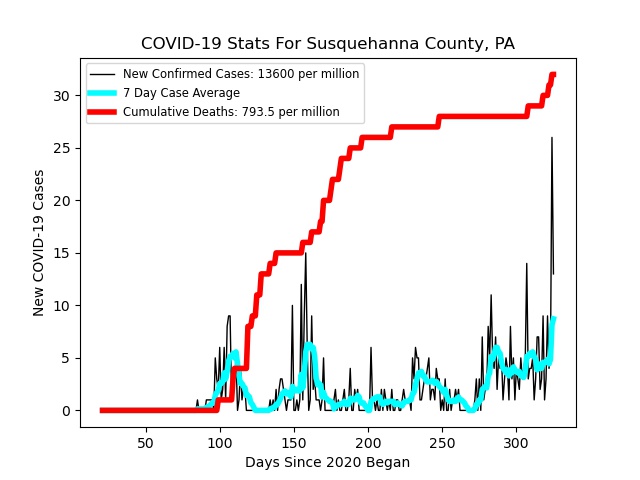 COVID-19 Stats For Susquehanna County, PA
New Confirmed Cases: 13600 per million
7 Day Case Average
Cumulative Deaths: 793.5 per million
New COVID-19 Cases
30
25
20
15
10
5
0
50 100 150 200 250 300
Days Since 2020 Began